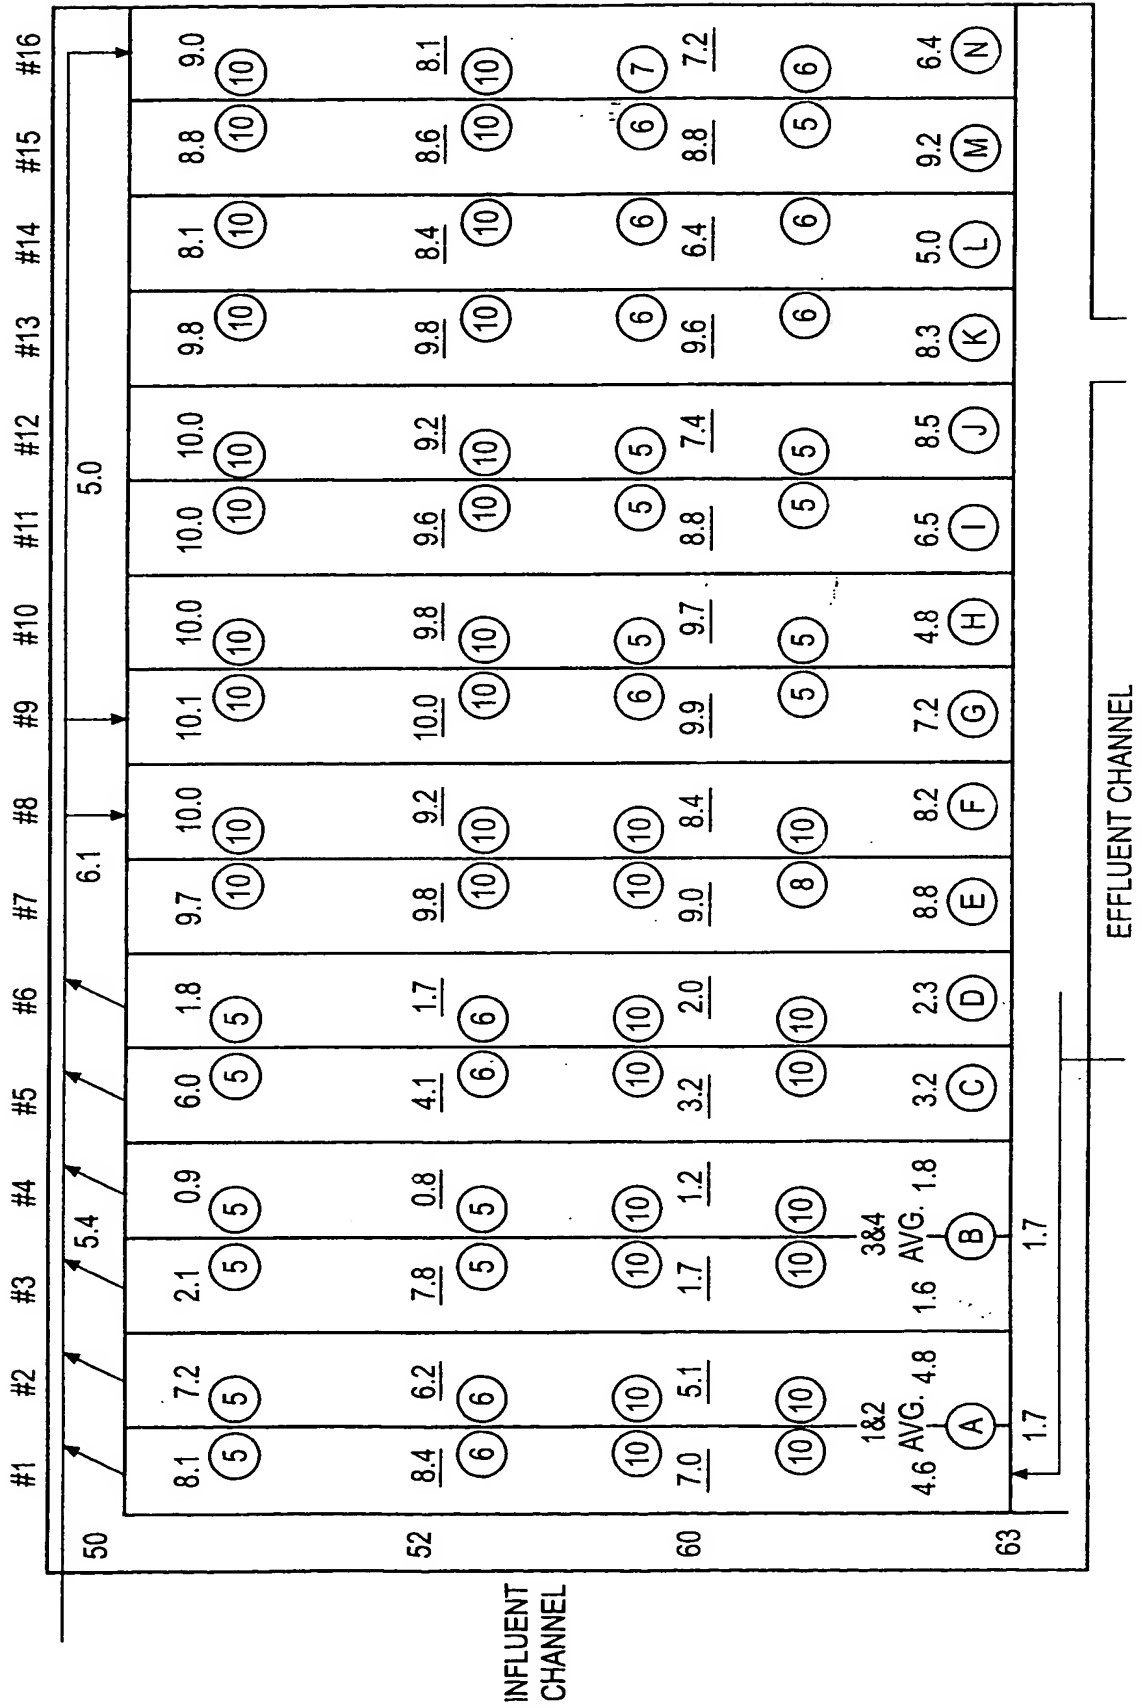 #1 #2 #3 #4 #5 #6 #7 #8 #9 #10 #11 #12 #13 #14 #15 #16
50 5.4 6.1 5.0
8.1 7.2 2.1 0.9 6.0 1.8 9.7 10.0 10.1 10.0 10.0 10.0 9.8 8.1 8.8 9.0
5 5 5 5 5 5 10 10 10 10 10 10 10 10 10 10
52 8.4 6.2 7.8 0.8 4.1 1.7 9.8 9.2 10.0 9.8 9.6 9.2 9.8 8.4 8.6 8.1
6 6 5 5 6 6 10 10 10 10 10 10 10 10 10 10
INFLUENT
CHANNEL
10 10 10 10 10 10 10 10 6 5 5 5 6 6 6 7
60 7.0 5.1 1.7 1.2 3.2 2.0 9.0 8.4 9.9 9.7 8.8 7.4 9.6 6.4 8.8 7.2
10 10 10 10 10 10 8 10 5 5 5 5 6 6 5 6
1&2 3&4
4.6 AVG. 4.8 1.6 AVG. 1.8 3.2 2.3 8.8 8.2 7.2 4.8 6.5 8.5 8.3 5.0 9.2 6.4
A B C D E F G H I J K L M N
63 1.7 1.7
EFFLUENT CHANNEL